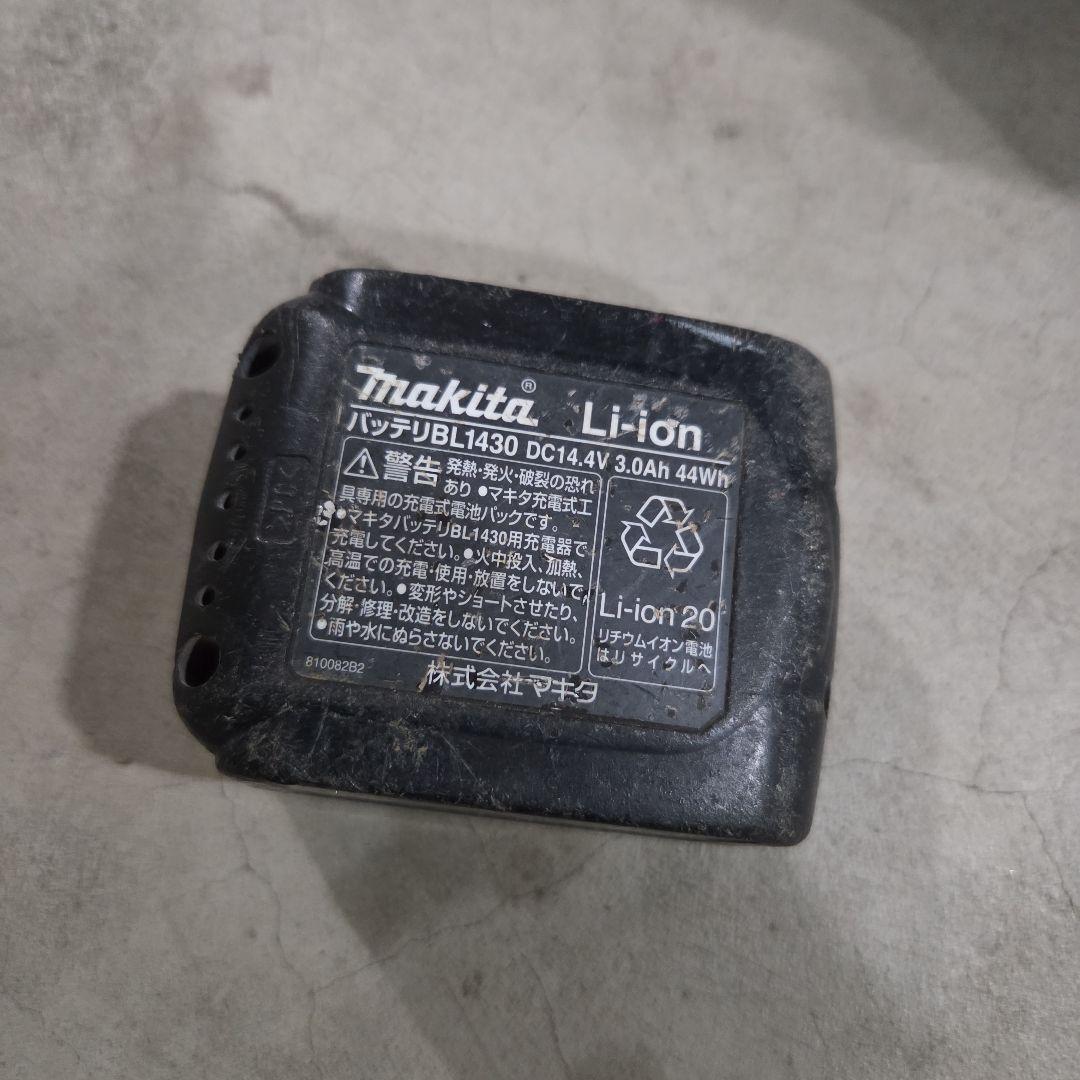 makita® Li-ion
バッテリBL1430 DC14.4V 3.0Ah 44Wh
警告 発熱・発火・破裂の恐れ
あり ●マキタ充電式工
具専用の充電式電池パックです。
●マキタバッテリBL1430用充電器で
充電してください。●火中投入、加熱、
高温での充電・使用・放置をしないで
ください。●変形やショートさせたり、
分解・修理・改造をしないでください。
●雨や水にぬらさないでください。
Li-ion 20
リチウムイオン電池
はリサイクルへ
810082B2
株式会社マキタ